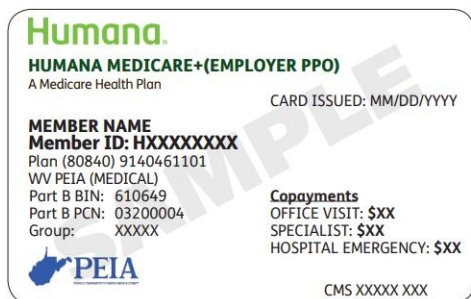 Humana.
HUMANA MEDICARE+(EMPLOYER PPO)
A Medicare Health Plan
CARD ISSUED: MM/DD/YYYY
MEMBER NAME
Member ID: HXXXXXXXX
Plan (80840) 9140461101
WV PEIA (MEDICAL)
Part B BIN: 610649
Part B PCN: 03200004
Group: XXXXX
Copayments
OFFICE VISIT: $XX
SPECIALIST: $XX
HOSPITAL EMERGENCY: $XX
PEIA
CMS XXXXX XXX
SAMPLE